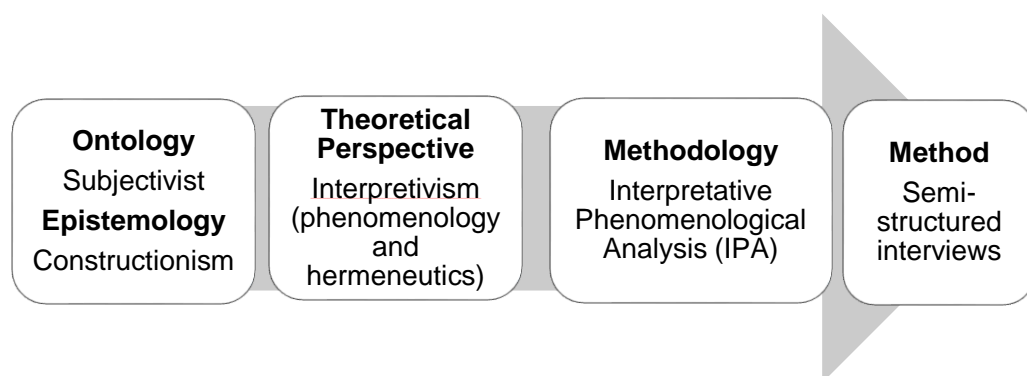 Ontology
Subjectivist
Epistemology
Constructionism
Theoretical
Perspective
Interpretivism
(phenomenology
and
hermeneutics)
Methodology
Interpretative
Phenomenological
Analysis (IPA)
Method
Semi-
structured
interviews